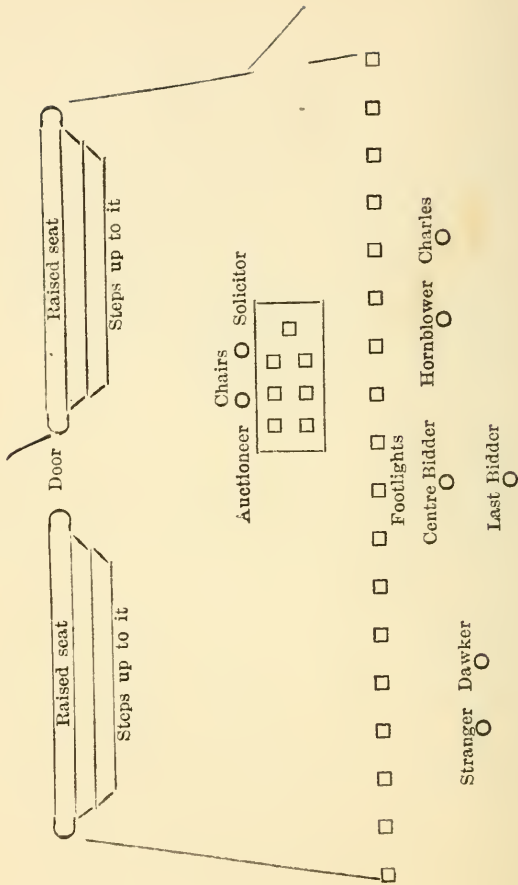 Door
Raised seat
Steps up to it
Raised seat
Steps up to it
Chairs
Auctioneer
Solicitor
Footlights
Centre Bidder
Hornblower
Charles
Last Bidder
Stranger
Dawker